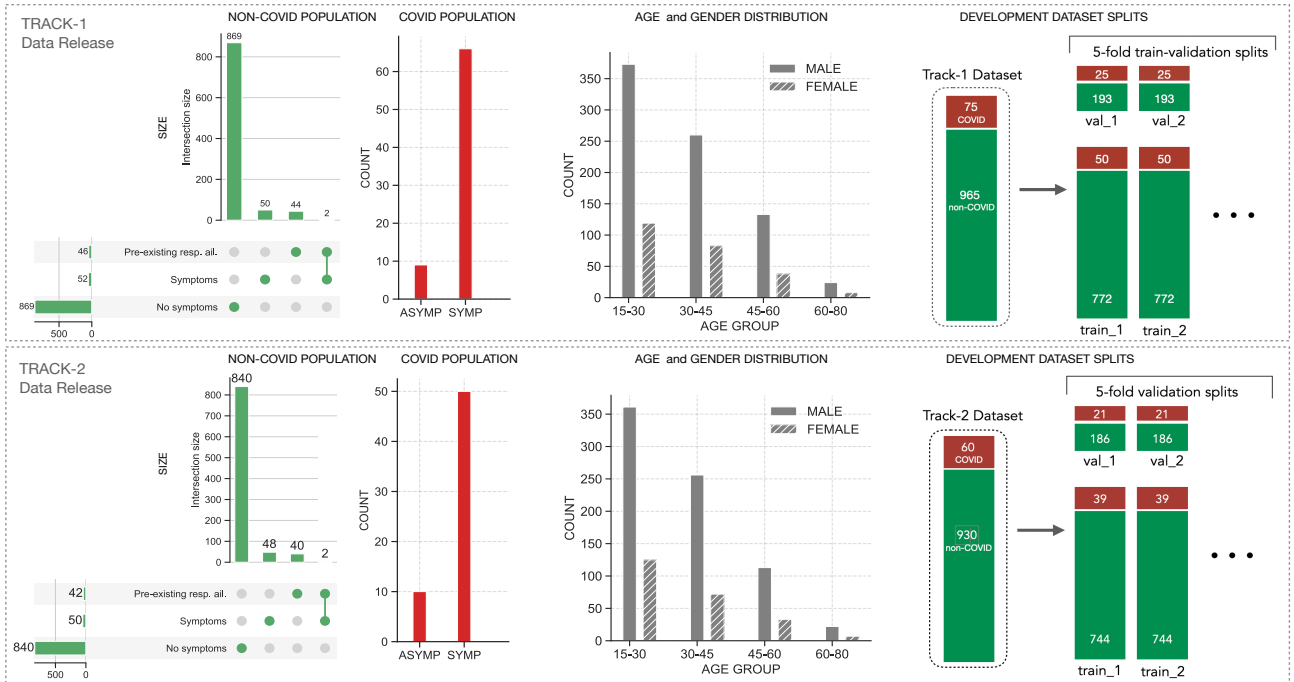 TRACK-1
Data Release
NON-COVID POPULATION
869
800
600
400
200
0
SIZE
Intersection size
50
44
2
46
52
869
500
0
Pre-existing resp. ail.
Symptoms
No symptoms
COVID POPULATION
60
50
40
30
20
10
0
COUNT
ASYMP
SYMP
AGE and GENDER DISTRIBUTION
350
300
250
200
150
100
50
0
COUNT
MALE
FEMALE
15-30
30-45
45-60
60-80
AGE GROUP
DEVELOPMENT DATASET SPLITS
5-fold train-validation splits
Track-1 Dataset
75
COVID
965
non-COVID
25
25
193
193
val_1
val_2
50
50
772
772
train_1
train_2
TRACK-2
Data Release
NON-COVID POPULATION
840
800
700
600
500
400
300
200
100
0
SIZE
Intersection size
48
40
2
42
50
840
500
0
Pre-existing resp. ail.
Symptoms
No symptoms
COVID POPULATION
50
40
30
20
10
0
COUNT
ASYMP
SYMP
AGE and GENDER DISTRIBUTION
350
300
250
200
150
100
50
0
COUNT
MALE
FEMALE
15-30
30-45
45-60
60-80
AGE GROUP
DEVELOPMENT DATASET SPLITS
5-fold validation splits
Track-2 Dataset
60
COVID
930
non-COVID
21
21
186
186
val_1
val_2
39
39
744
744
train_1
train_2